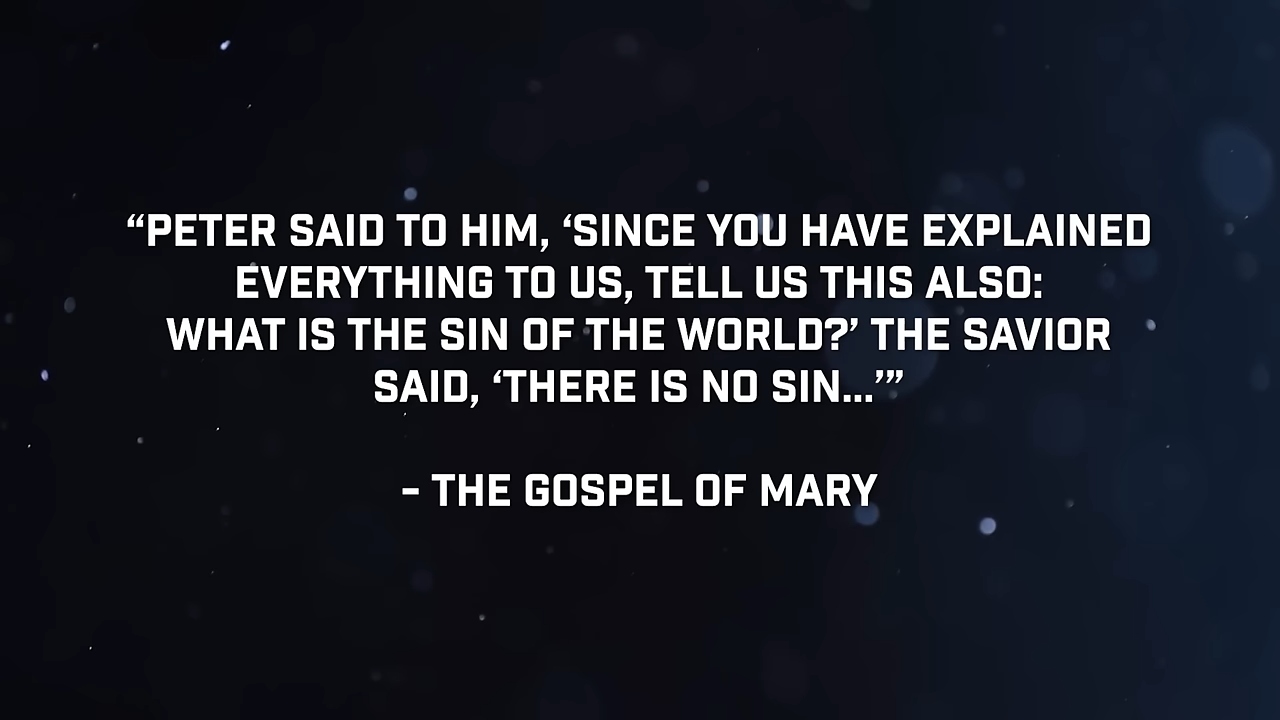 “PETER SAID TO HIM, ‘SINCE YOU HAVE EXPLAINED
EVERYTHING TO US, TELL US THIS ALSO:
WHAT IS THE SIN OF THE WORLD?’ THE SAVIOR
SAID, ‘THERE IS NO SIN...’”
– THE GOSPEL OF MARY